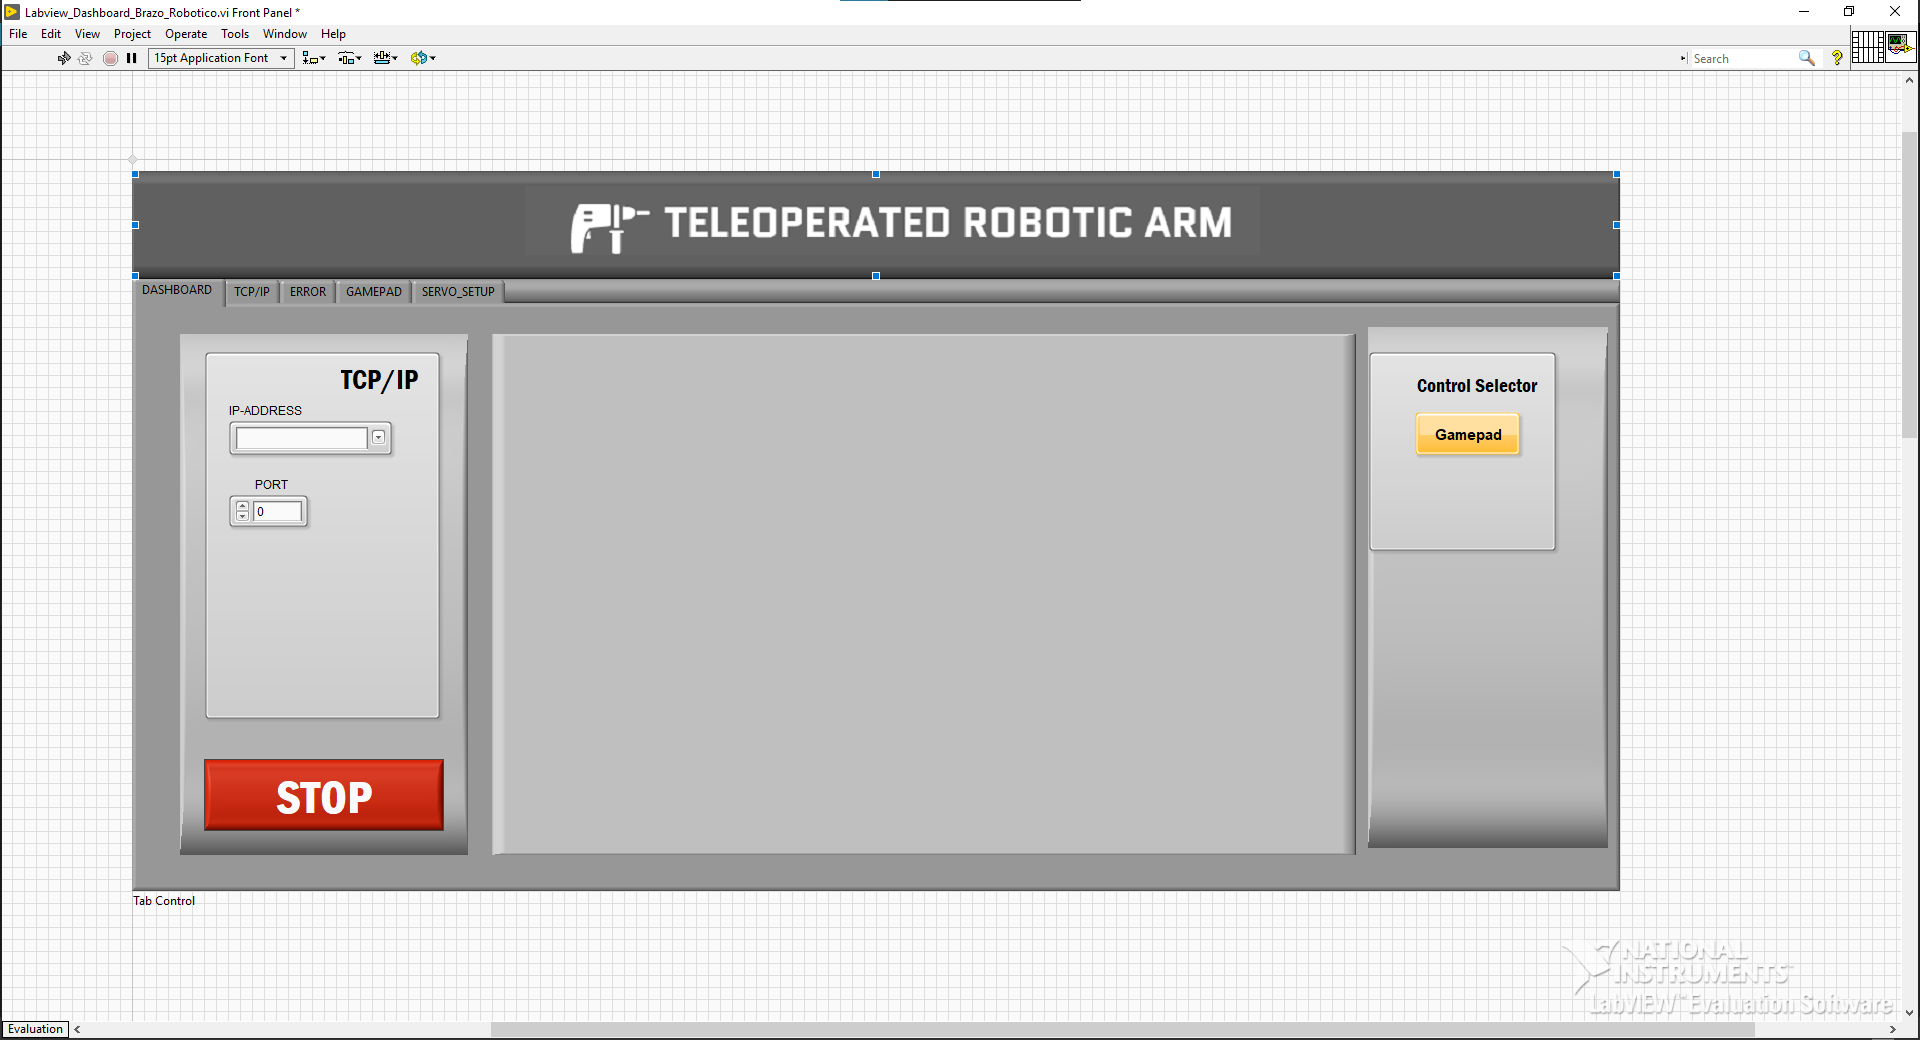 Labview_Dashboard_Brazo_Robotico.vi Front Panel *
File Edit View Project Operate Tools Window Help
15pt Application Font
Search
?
TELEOPERATED ROBOTIC ARM
DASHBOARD TCP/IP ERROR GAMEPAD SERVO_SETUP
TCP/IP
IP-ADDRESS
PORT
0
STOP
Control Selector
Gamepad
Tab Control
NATIONAL
INSTRUMENTS™
LabVIEW™ Evaluation Software
Evaluation